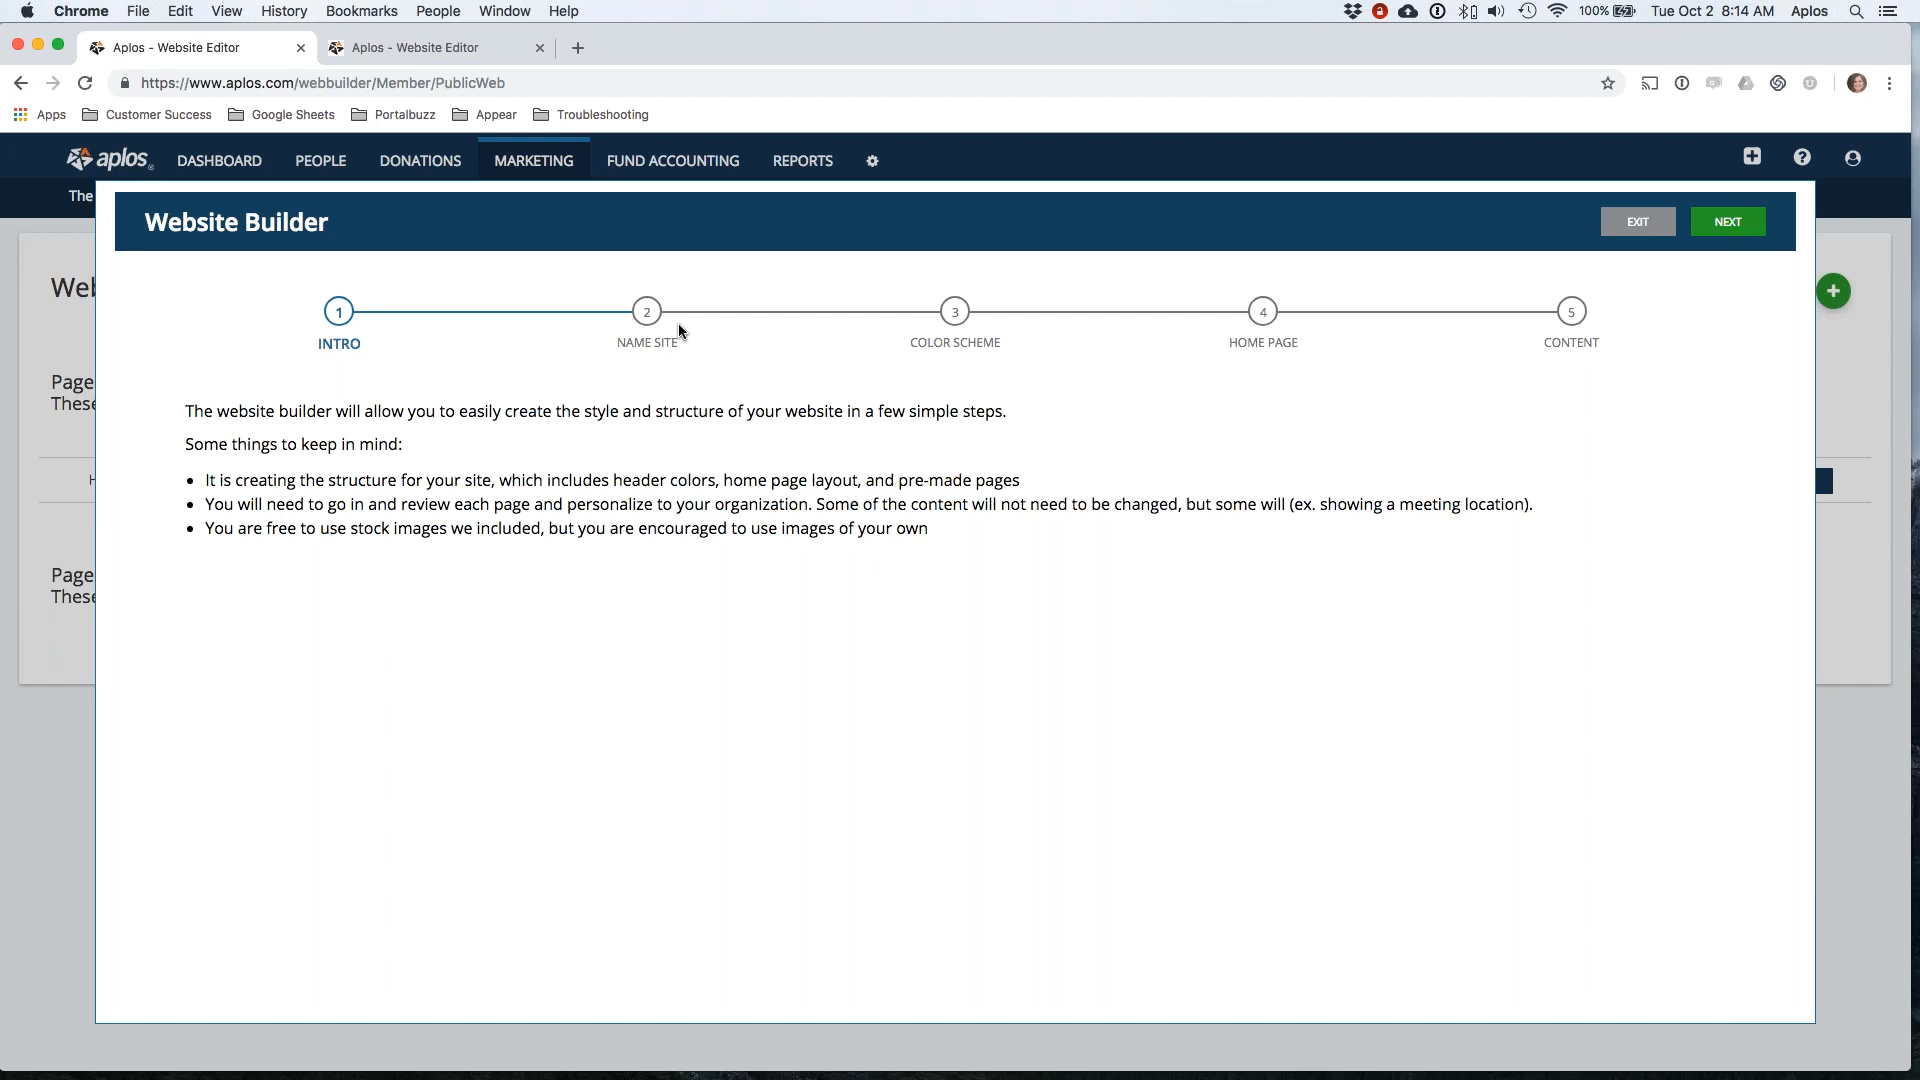 Chrome File Edit View History Bookmarks People Window Help 100% Tue Oct 2 8:14 AM Aplos
Aplos - Website Editor Aplos - Website Editor
https://www.aplos.com/webbuilder/Member/PublicWeb
Apps Customer Success Google Sheets Portalbuzz Appear Troubleshooting
aplos DASHBOARD PEOPLE DONATIONS MARKETING FUND ACCOUNTING REPORTS
The
Website Builder EXIT NEXT
Web
1 2 3 4 5
INTRO NAME SITE COLOR SCHEME HOME PAGE CONTENT
Page
These
The website builder will allow you to easily create the style and structure of your website in a few simple steps.
Some things to keep in mind:
H
• It is creating the structure for your site, which includes header colors, home page layout, and pre-made pages
• You will need to go in and review each page and personalize to your organization. Some of the content will not need to be changed, but some will (ex. showing a meeting location).
• You are free to use stock images we included, but you are encouraged to use images of your own
Page
These